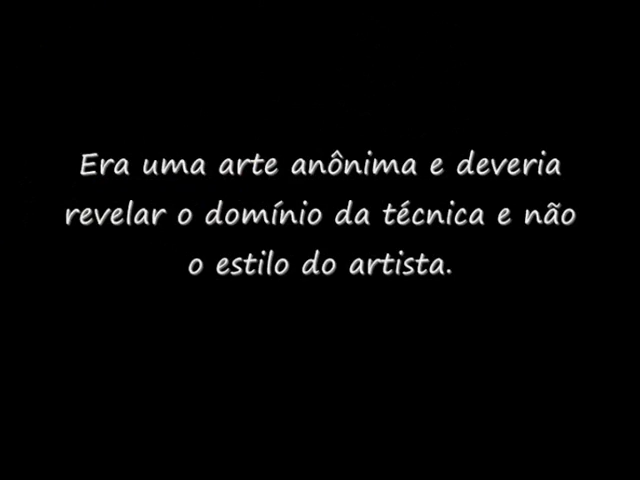 Era uma arte anônima e deveria
revelar o domínio da técnica e não
o estilo do artista.